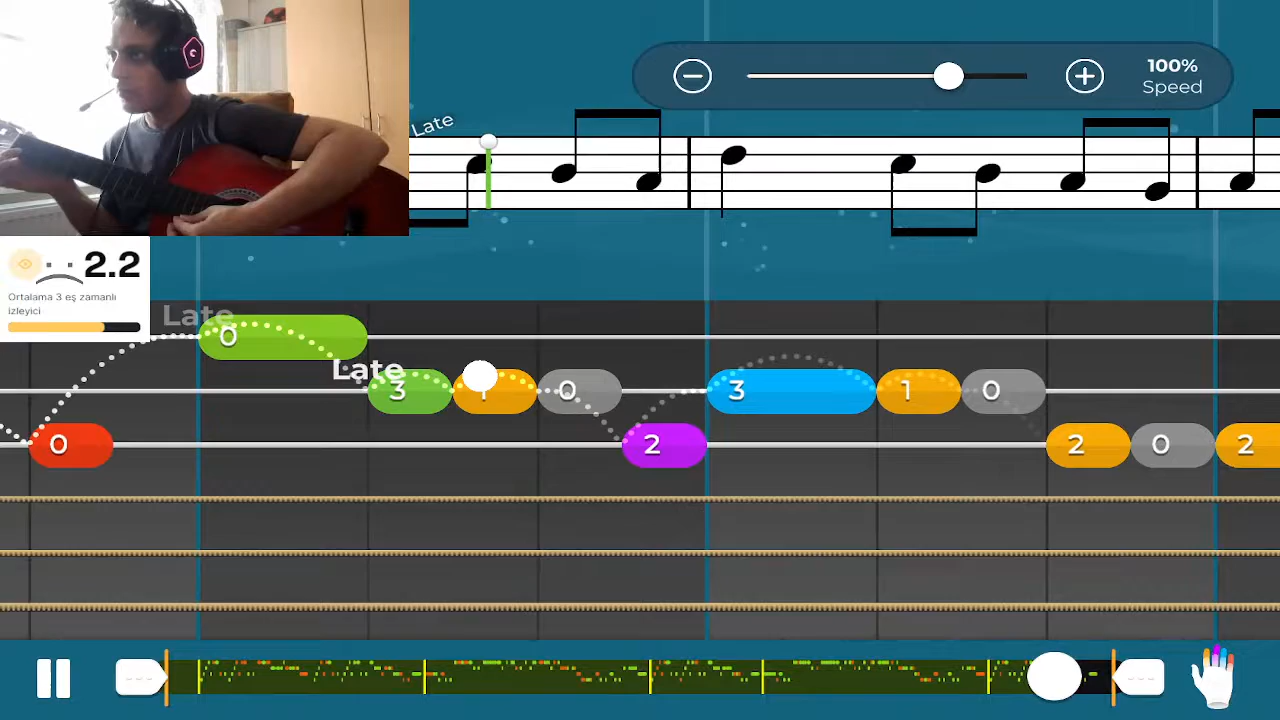 100%
Speed
Late
2.2
Ortalama 3 eş zamanlı
izleyici
Late
0
Late
3
1
0
3
1
0
0
2
2
0
2